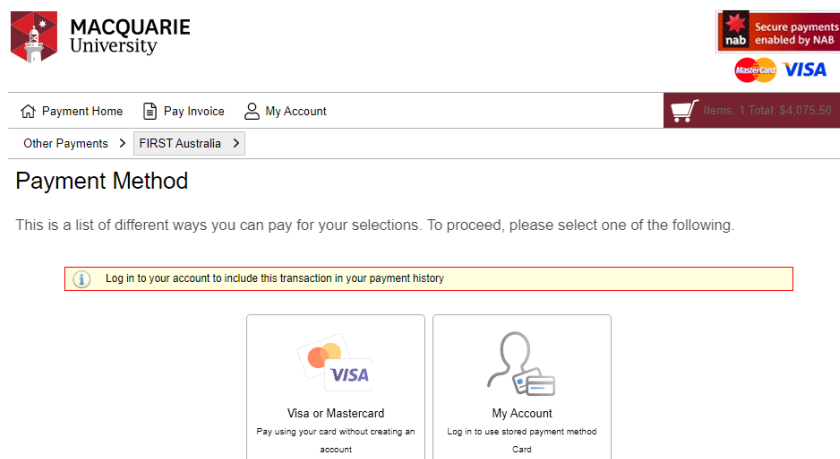 MACQUARIE
University
nab
Secure payments
enabled by NAB
MasterCard VISA
Payment Home Pay Invoice My Account
Items: 1 Total: $4,075.50
Other Payments > FIRST Australia >
Payment Method
This is a list of different ways you can pay for your selections. To proceed, please select one of the following.
Log in to your account to include this transaction in your payment history
VISA
Visa or Mastercard
Pay using your card without creating an
account
My Account
Log in to use stored payment method
Card